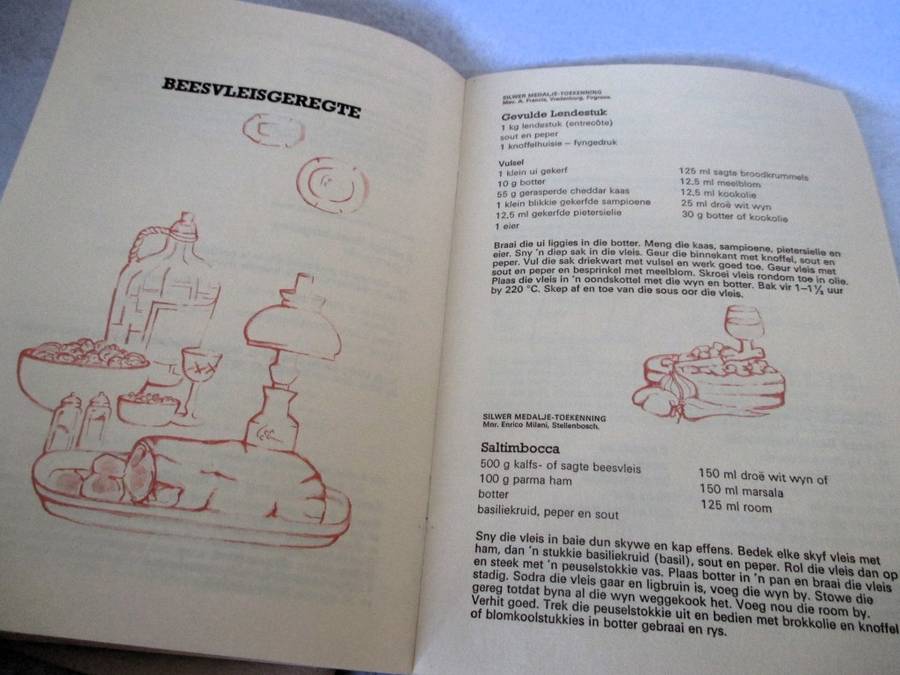 BEESVLEISGEREGTE
SILWER MEDALJE-TOEKENNING
Mev. A. Francis, Vredenburg, Firgrove.
Gevulde Lendestuk
1 kg lendestuk (entrecôte)
sout en peper
1 knoffelhuisie – fyngedruk
Vulsel
1 klein ui gekerf
10 g botter
55 g gerasperde cheddar kaas
1 klein blikkie gekerfde sampioene
12,5 ml gekerfde pietersielie
1 eier
125 ml sagte broodkrummels
12,5 ml meelblom
12,5 ml kookolie
25 ml droë wit wyn
30 g botter of kookolie
Braai die ui liggies in die botter. Meng die kaas, sampioene, pietersielie en
eier. Sny 'n diep sak in die vleis. Geur die binnekant met knoffel, sout en
peper. Vul die sak driekwart met vulsel en werk goed toe. Geur vleis met
sout en peper en besprinkel met meelblom. Skroei vleis rondom toe in olie.
Plaas die vleis in 'n oondskottel met die wyn en botter. Bak vir 1–1½ uur
by 220 °C. Skep af en toe van die sous oor die vleis.
SILWER MEDALJE-TOEKENNING
Mnr. Enrico Milani, Stellenbosch.
Saltimbocca
500 g kalfs- of sagte beesvleis
100 g parma ham
botter
basiliekruid, peper en sout
150 ml droë wit wyn of
150 ml marsala
125 ml room
Sny die vleis in baie dun skywe en kap effens. Bedek elke skyf vleis met
ham, dan 'n stukkie basiliekruid (basil), sout en peper. Rol die vleis dan op
en steek met 'n peuselstokkie vas. Plaas botter in 'n pan en braai die vleis
stadig. Sodra die vleis gaar en ligbruin is, voeg die wyn by. Stowe die
gereg totdat byna al die wyn weggekook het. Voeg nou die room by.
Verhit goed. Trek die peuselstokkie uit en bedien met brokkolie en knoffel
of blomkoolstukkies in botter gebraai en rys.